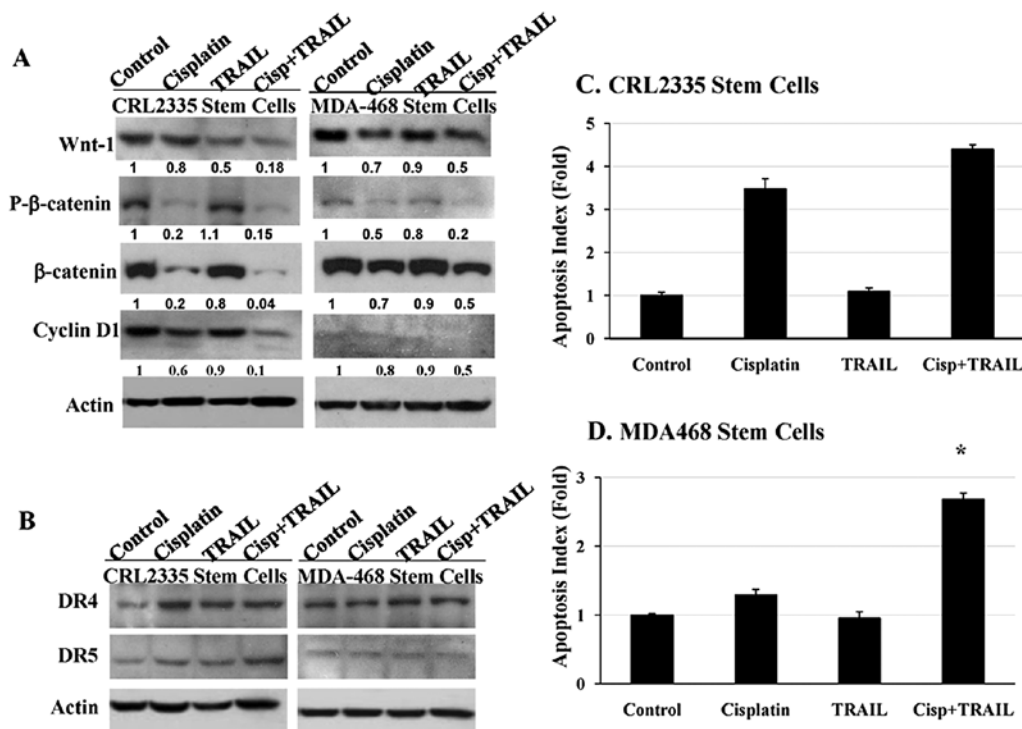 A
Control
Cisplatin
TRAIL
Cisp+TRAIL
Control
Cisplatin
TRAIL
Cisp+TRAIL
CRL2335 Stem Cells
MDA-468 Stem Cells
Wnt-1
1 0.8 0.5 0.18
1 0.7 0.9 0.5
P-β-catenin
1 0.2 1.1 0.15
1 0.5 0.8 0.2
β-catenin
1 0.2 0.8 0.04
1 0.7 0.9 0.5
Cyclin D1
1 0.6 0.9 0.1
1 0.8 0.9 0.5
Actin
B
Control
Cisplatin
TRAIL
Cisp+TRAIL
Control
Cisplatin
TRAIL
Cisp+TRAIL
CRL2335 Stem Cells
MDA-468 Stem Cells
DR4
DR5
Actin
C. CRL2335 Stem Cells
Apoptosis Index (Fold)
5
4
3
2
1
0
Control Cisplatin TRAIL Cisp+TRAIL
D. MDA468 Stem Cells
*
Apoptosis Index (Fold)
3
2
1
0
Control Cisplatin TRAIL Cisp+TRAIL